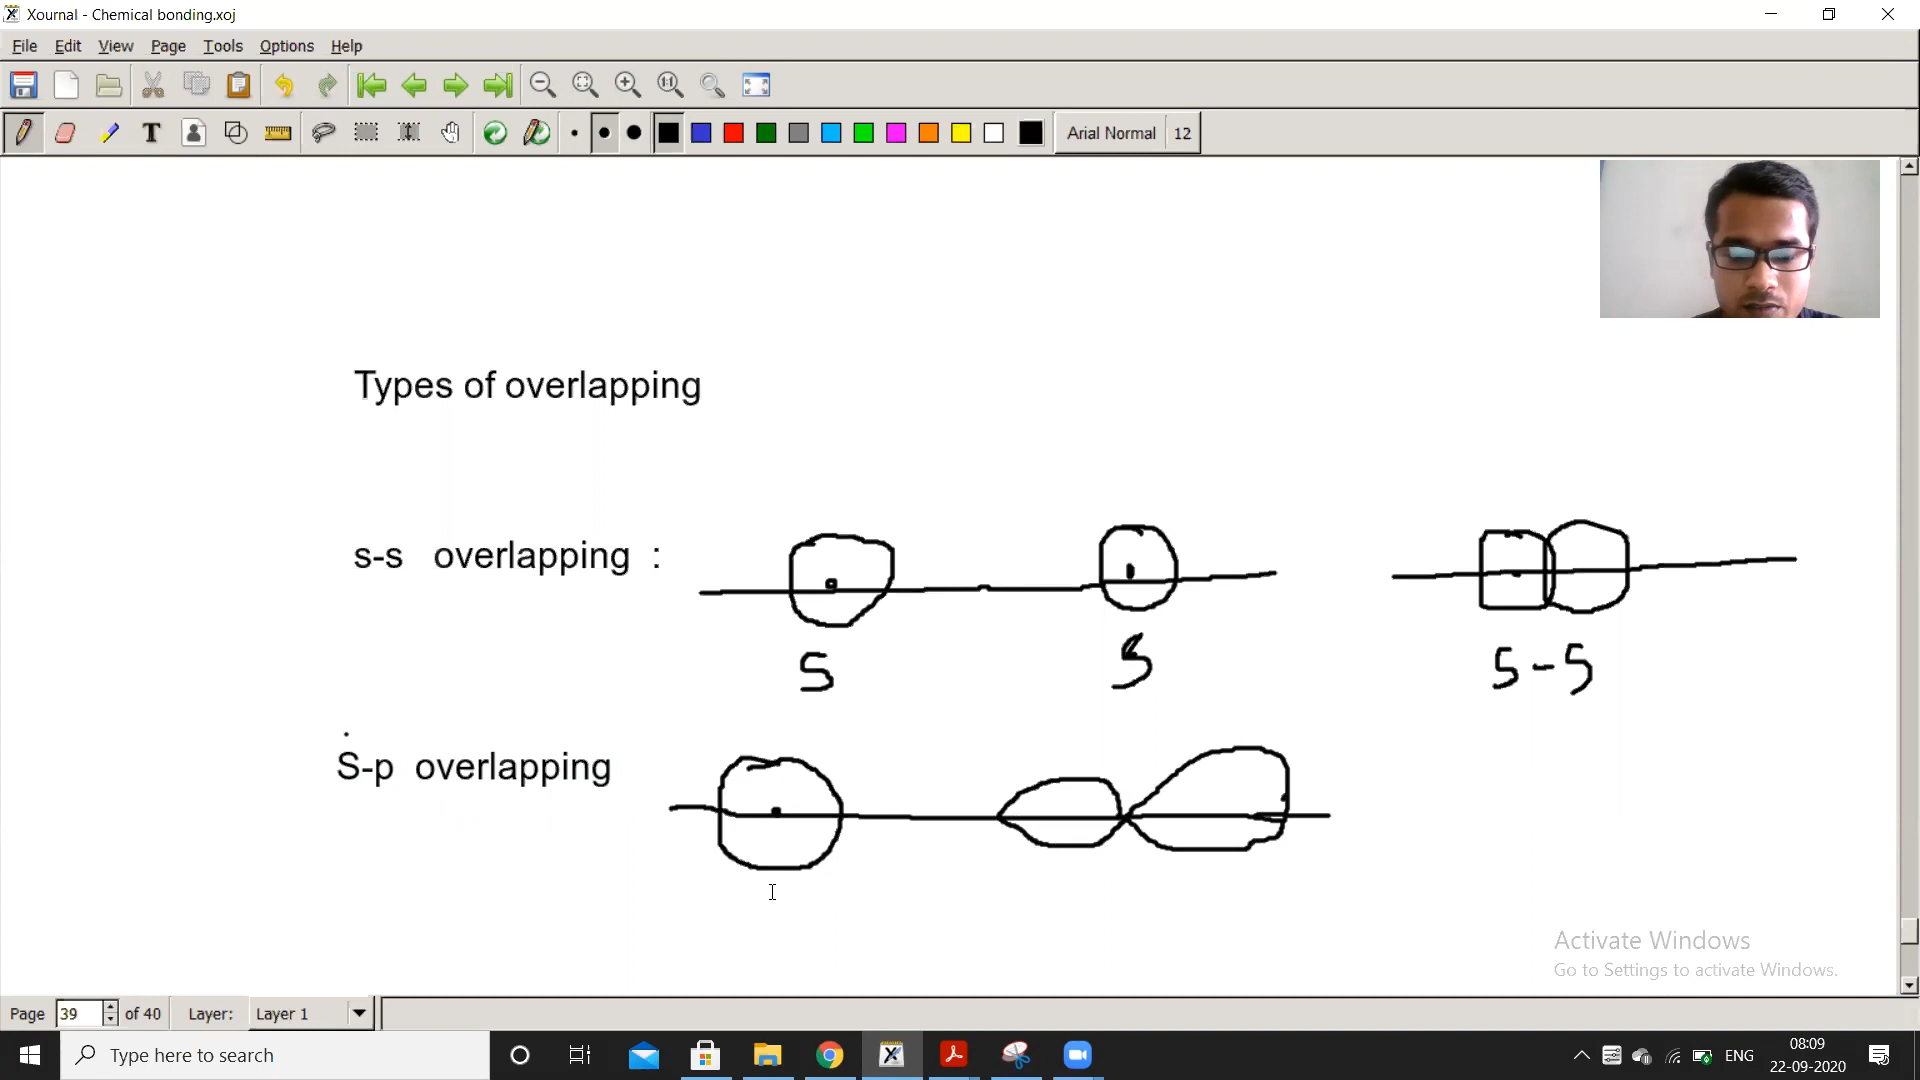 Xournal - Chemical bonding.xoj
File Edit View Page Tools Options Help
Arial Normal 12
Types of overlapping
s-s overlapping :
S S S-S
S-p overlapping
Activate Windows
Go to Settings to activate Windows.
Page 39 of 40 Layer: Layer 1
Type here to search
ENG
08:09
22-09-2020